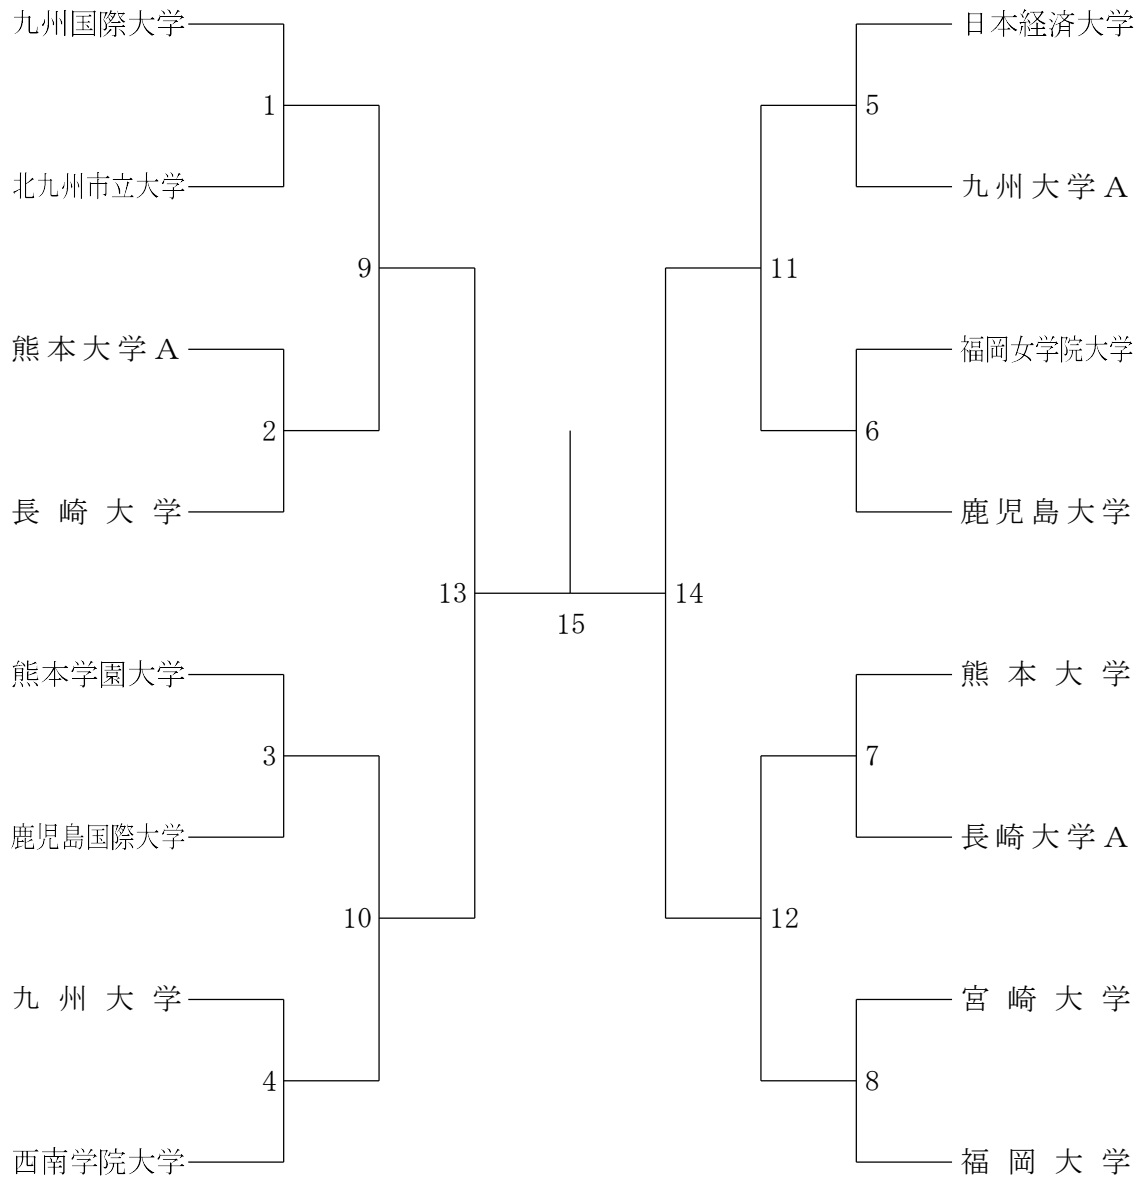 九州国際大学
1
北九州市立大学
9
熊本大学A
2
長崎大学
13
熊本学園大学
3
鹿児島国際大学
10
九州大学
4
西南学院大学
15
日本経済大学
5
九州大学A
11
福岡女学院大学
6
鹿児島大学
14
熊本大学
7
長崎大学A
12
宮崎大学
8
福岡大学